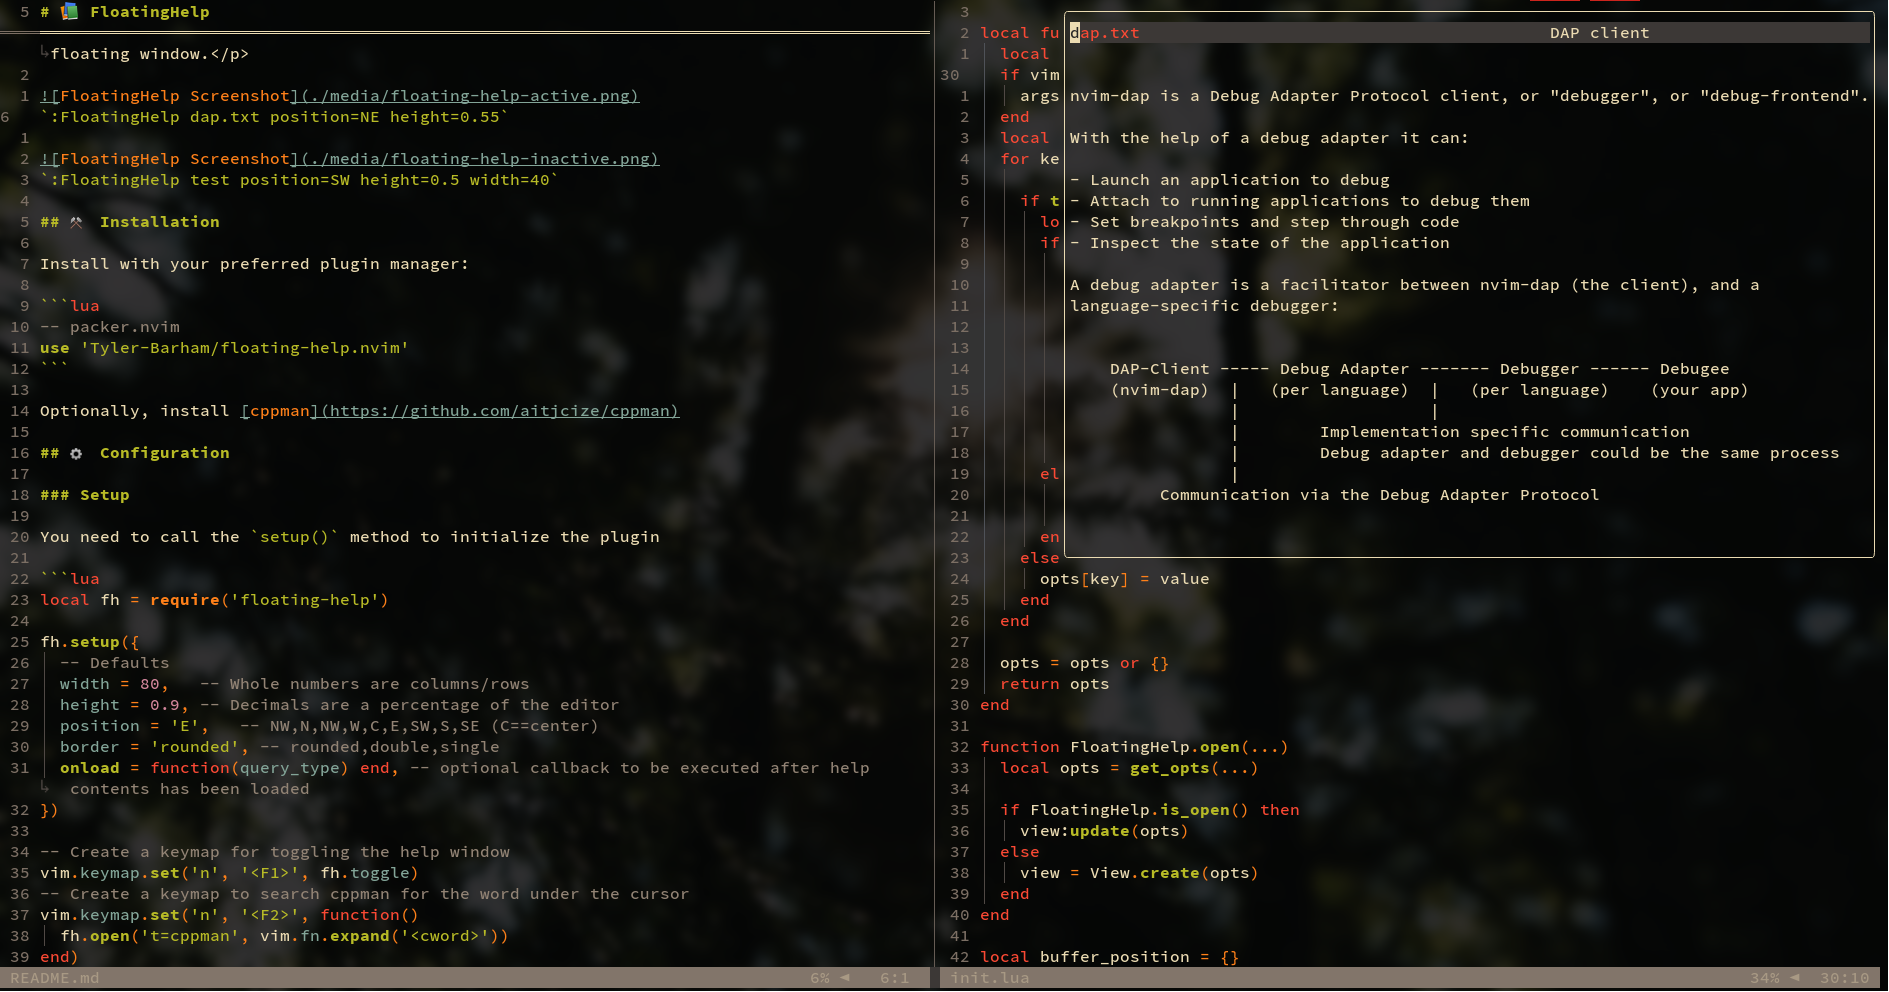 5 # FloatingHelp
↳floating window.</p>
2
1 ![FloatingHelp Screenshot](./media/floating-help-active.png)
6 `:FloatingHelp dap.txt position=NE height=0.55`
1
2 ![FloatingHelp Screenshot](./media/floating-help-inactive.png)
3 `:FloatingHelp test position=SW height=0.5 width=40`
4
5 ## ⚒ Installation
6
7 Install with your preferred plugin manager:
8
9 ```lua
10 -- packer.nvim
11 use 'Tyler-Barham/floating-help.nvim'
12 ```
13
14 Optionally, install [cppman](https://github.com/aitjcize/cppman)
15
16 ## ⚙ Configuration
17
18 ### Setup
19
20 You need to call the `setup()` method to initialize the plugin
21
22 ```lua
23 local fh = require('floating-help')
24
25 fh.setup({
26 -- Defaults
27 width = 80, -- Whole numbers are columns/rows
28 height = 0.9, -- Decimals are a percentage of the editor
29 position = 'E', -- NW,N,NW,W,C,E,SW,S,SE (C==center)
30 border = 'rounded', -- rounded,double,single
31 onload = function(query_type) end, -- optional callback to be executed after help
↳ contents has been loaded
32 })
33
34 -- Create a keymap for toggling the help window
35 vim.keymap.set('n', '<F1>', fh.toggle)
36 -- Create a keymap to search cppman for the word under the cursor
37 vim.keymap.set('n', '<F2>', function()
38 fh.open('t=cppman', vim.fn.expand('<cword>'))
39 end)
README.md 6% ◄ 6:1
3
2 local fu
1 local
30 if vim
1 args
2 end
3 local
4 for ke
5
6 if t
7 lo
8 if
9
10
11
12
13
14
15
16
17
18
19 el
20
21
22 en
23 else
24 opts[key] = value
25 end
26 end
27
28 opts = opts or {}
29 return opts
30 end
31
32 function FloatingHelp.open(...)
33 local opts = get_opts(...)
34
35 if FloatingHelp.is_open() then
36 view:update(opts)
37 else
38 view = View.create(opts)
39 end
40 end
41
42 local buffer_position = {}
init.lua 34% ◄ 30:10
dap.txt DAP client
nvim-dap is a Debug Adapter Protocol client, or "debugger", or "debug-frontend".
With the help of a debug adapter it can:
- Launch an application to debug
- Attach to running applications to debug them
- Set breakpoints and step through code
- Inspect the state of the application
A debug adapter is a facilitator between nvim-dap (the client), and a
language-specific debugger:
DAP-Client ----- Debug Adapter ------- Debugger ------ Debugee
(nvim-dap) | (per language) | (per language) (your app)
| |
| Implementation specific communication
| Debug adapter and debugger could be the same process
|
Communication via the Debug Adapter Protocol